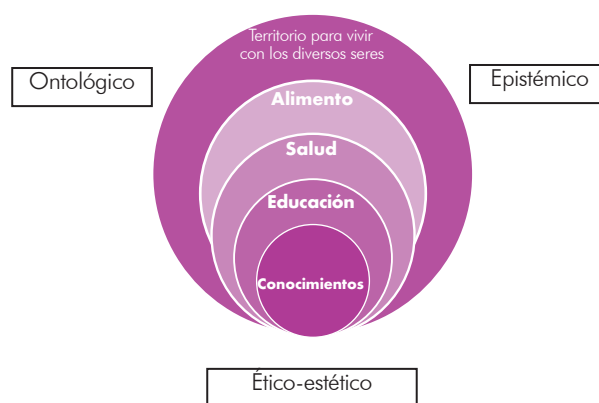 Territorio para vivir
con los diversos seres
Ontológico
Epistémico
Alimento
Salud
Educación
Conocimientos
Ético-estético